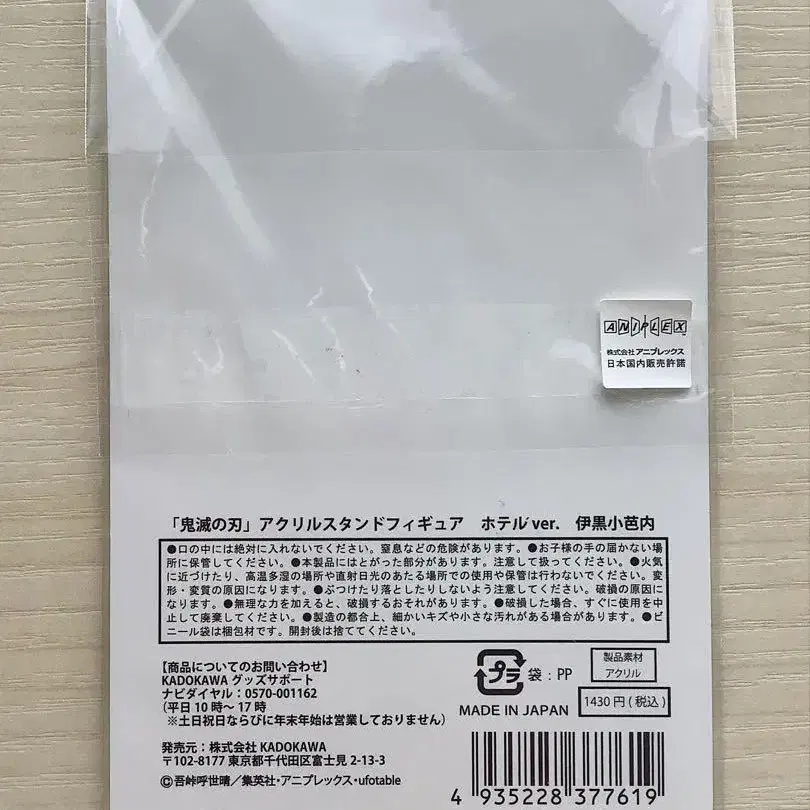 ANIPLEX
株式会社アニプレックス
日本国内販売許諾
「鬼滅の刃」アクリルスタンドフィギュア　ホテルver.　伊黒小芭内
●口の中には絶対に入れないでください。窒息などの危険があります。●お子様の手の届かない場
所に保管してください。●本製品にはとがった部分があります。注意して扱ってください。●火気
に近づけたり、高温多湿の場所や直射日光のあたる場所での使用や保管は行わないでください。変
形・変質の原因になります。●ぶつけたり落としたりしないよう注意してください。破損の原因に
なります。●無理な力を加えると、破損するおそれがあります。●破損した場合、すぐに使用を中
止して廃棄してください。●製造の都合上、細かいキズや小さな汚れがある場合があります。●ビ
ニール袋は梱包材です。開封後は捨ててください。
【商品についてのお問い合わせ】
KADOKAWA グッズサポート
ナビダイヤル：0570-001162
(平日 10 時～ 17 時
※土日祝日ならびに年末年始は営業しておりません)
発売元：株式会社 KADOKAWA
〒102-8177 東京都千代田区富士見 2-13-3
©吾峠呼世晴／集英社・アニプレックス・ufotable
プラ 袋：PP
製品素材
アクリル
MADE IN JAPAN
1430円(税込)
4 935228 377619